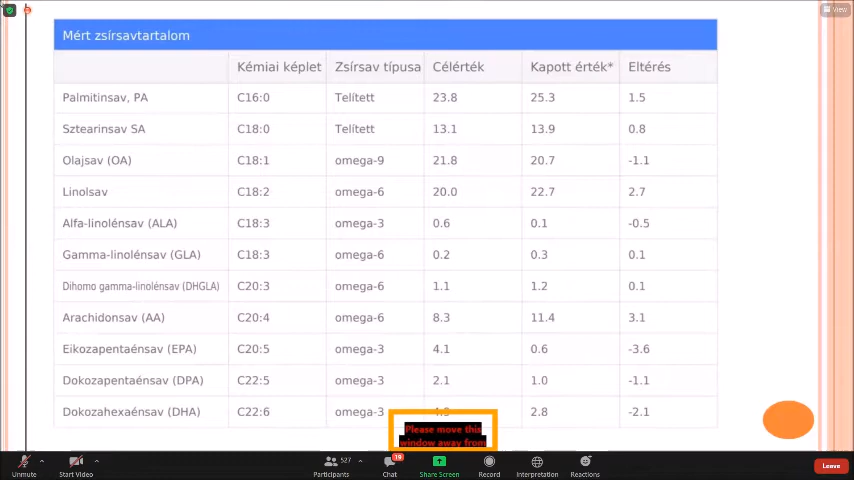 View
Mért zsírsavtartalom
Kémiai képlet Zsírsav típusa Célérték Kapott érték* Eltérés
Palmitinsav, PA C16:0 Telített 23.8 25.3 1.5
Sztearinsav SA C18:0 Telített 13.1 13.9 0.8
Olajsav (OA) C18:1 omega-9 21.8 20.7 -1.1
Linolsav C18:2 omega-6 20.0 22.7 2.7
Alfa-linolénsav (ALA) C18:3 omega-3 0.6 0.1 -0.5
Gamma-linolénsav (GLA) C18:3 omega-6 0.2 0.3 0.1
Dihomo gamma-linolénsav (DHGLA) C20:3 omega-6 1.1 1.2 0.1
Arachidonsav (AA) C20:4 omega-6 8.3 11.4 3.1
Eikozapentaénsav (EPA) C20:5 omega-3 4.1 0.6 -3.6
Dokozapentaénsav (DPA) C22:5 omega-3 2.1 1.0 -1.1
Dokozahexaénsav (DHA) C22:6 omega-3 2.8 -2.1
Please move this
window away from
527
19
Unmute Start Video Participants Chat Share Screen Record Interpretation Reactions Leave